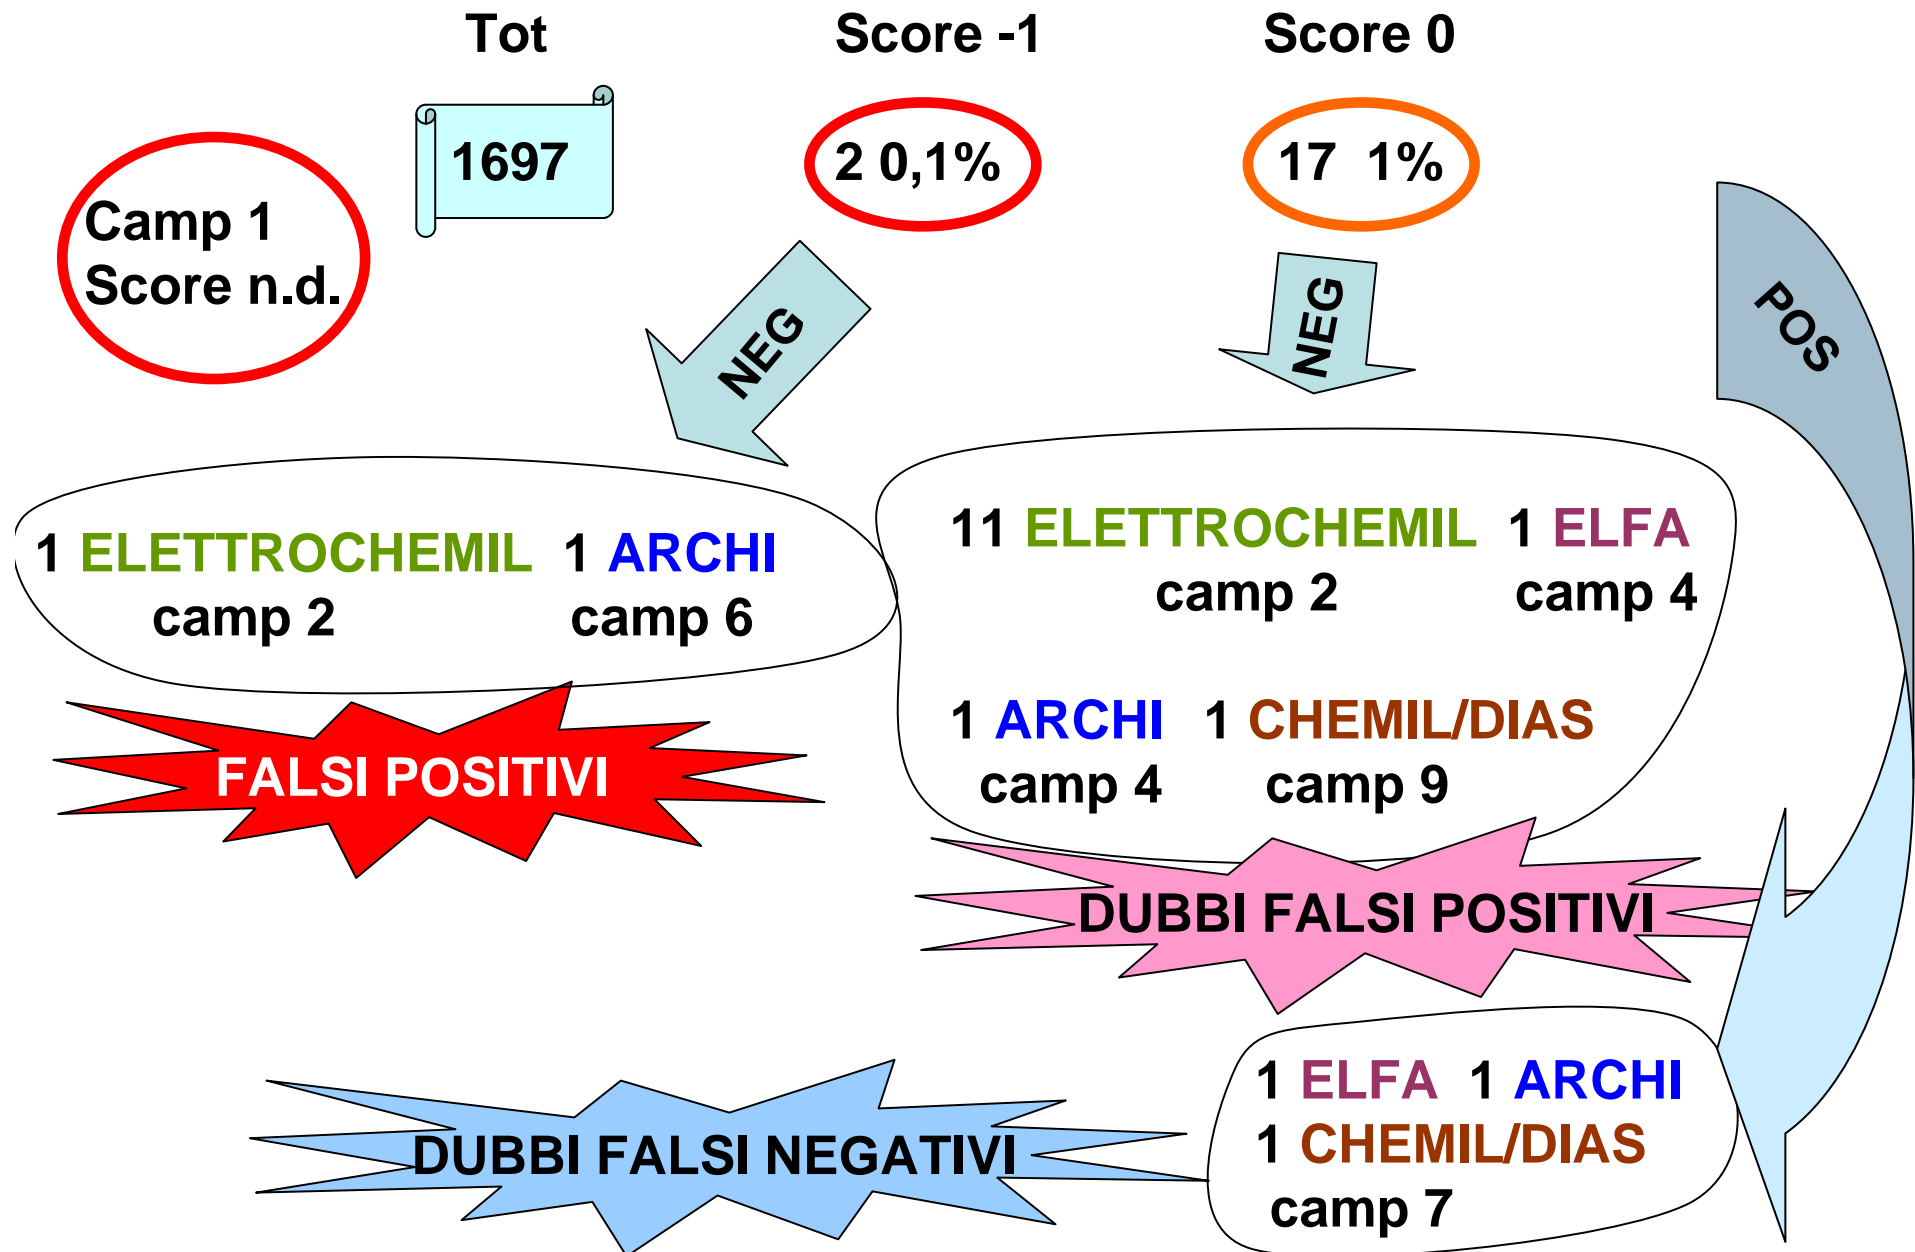 Tot
Score -1
Score 0
1697
2 0,1%
17 1%
Camp 1
Score n.d.
NEG
NEG
POS
1 ELETTROCHEMIL 1 ARCHI
camp 2 camp 6
11 ELETTROCHEMIL 1 ELFA
camp 2 camp 4
1 ARCHI 1 CHEMIL/DIAS
camp 4 camp 9
FALSI POSITIVI
DUBBI FALSI POSITIVI
1 ELFA 1 ARCHI
1 CHEMIL/DIAS
camp 7
DUBBI FALSI NEGATIVI